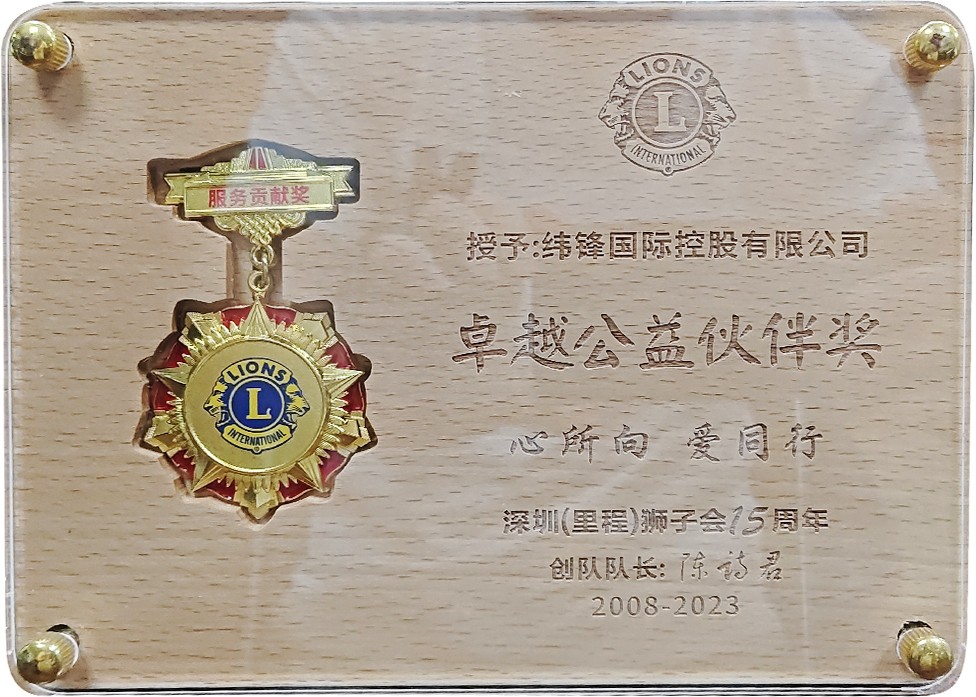 LIONS
L
INTERNATIONAL
服务贡献奖
LIONS
L
INTERNATIONAL
授予:纬锋国际控股有限公司
卓越公益伙伴奖
心所向 爱同行
深圳(里程)狮子会15周年
创队队长: 陈诗君
2008-2023